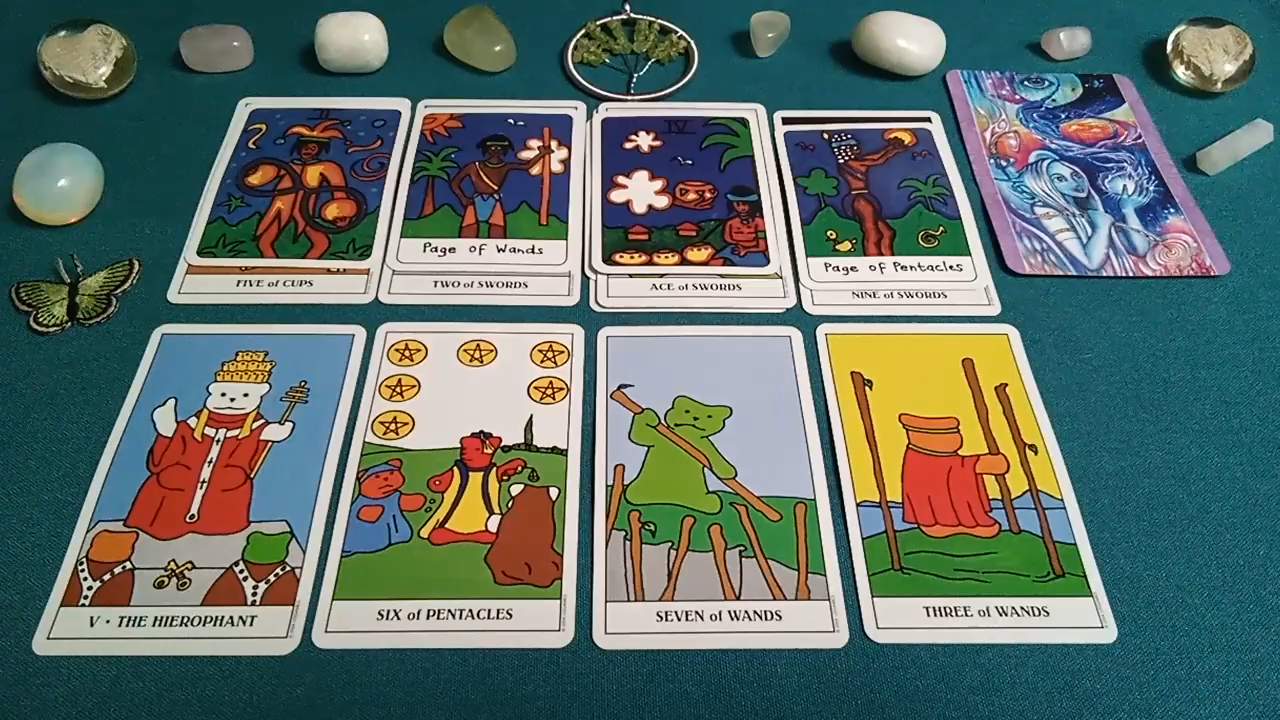 II
IV
Page of Wands
Page of Pentacles
FIVE of CUPS
TWO of SWORDS
ACE of SWORDS
NINE of SWORDS
V • THE HIEROPHANT
SIX of PENTACLES
SEVEN of WANDS
THREE of WANDS